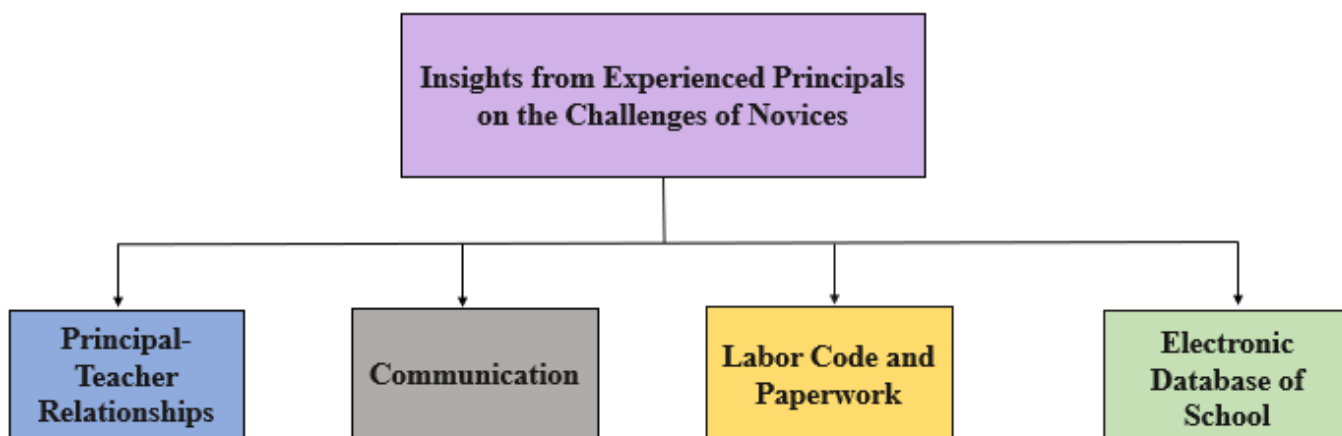 Insights from Experienced Principals
on the Challenges of Novices
Principal-
Teacher
Relationships
Communication
Labor Code and
Paperwork
Electronic
Database of
School